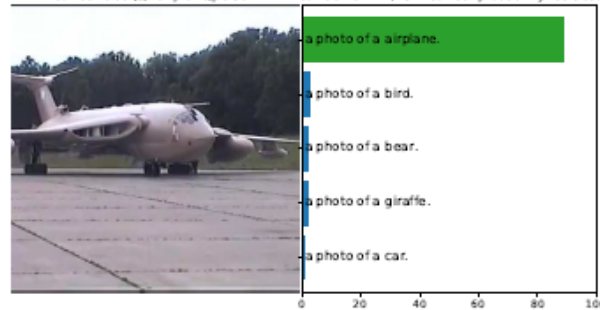 a photo of a airplane.
a photo of a bird.
a photo of a bear.
a photo of a giraffe.
a photo of a car.
0 20 40 60 80